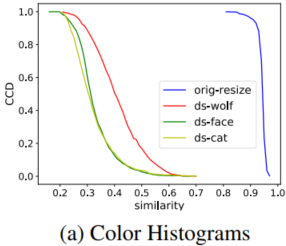 1.0
0.8
0.6
0.4
0.2
0.0
CCD
orig-resize
ds-wolf
ds-face
ds-cat
0.2 0.3 0.4 0.5 0.6 0.7 0.8 0.9 1.0
similarity
(a) Color Histograms